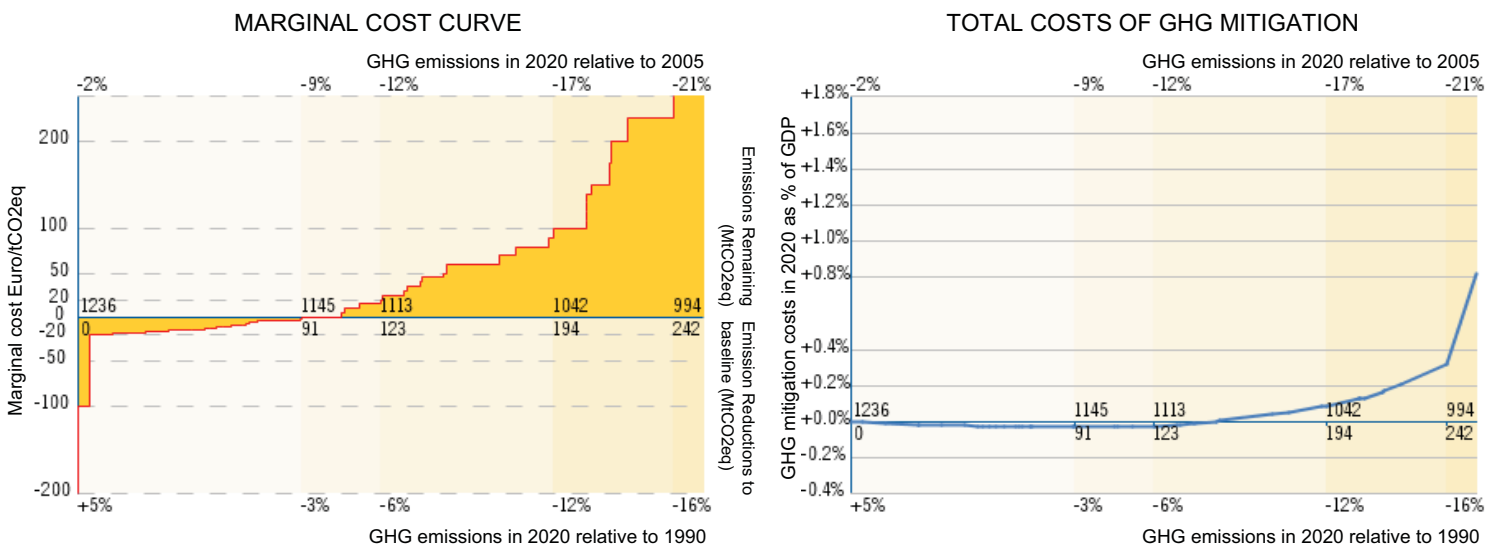 MARGINAL COST CURVE
GHG emissions in 2020 relative to 2005
-2% -9% -12% -17% -21%
Marginal cost Euro/tCO2eq
200
100
50
20
0
-20
-50
-100
-200
1236 1145 1113 1042 994
0 91 123 194 242
+5% -3% -6% -12% -16%
GHG emissions in 2020 relative to 1990
Emissions Remaining
(MtCO2eq)
Emission Reductions to
baseline (MtCO2eq)
TOTAL COSTS OF GHG MITIGATION
GHG emissions in 2020 relative to 2005
-2% -9% -12% -17% -21%
GHG mitigation costs in 2020 as % of GDP
+1.8%
+1.6%
+1.4%
+1.2%
+1.0%
+0.8%
+0.4%
+0.2%
+0.0%
-0.2%
-0.4%
1236 1145 1113 1042 994
0 91 123 194 242
+5% -3% -6% -12% -16%
GHG emissions in 2020 relative to 1990